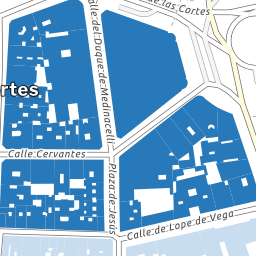 de las Cortes
Calle del Duque de Medinaceli
rtes
Calle Cervantes
Plaza de Jesús
Calle de Lope de Vega